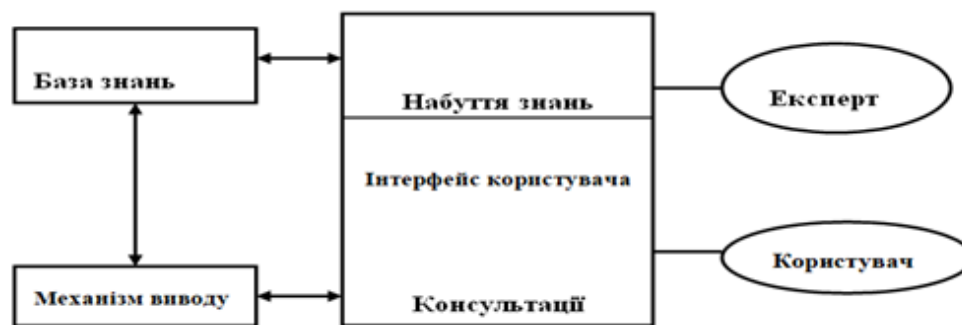 База знань
Набуття знань
Експерт
Інтерфейс користувача
Механізм виводу
Консультації
Користувач